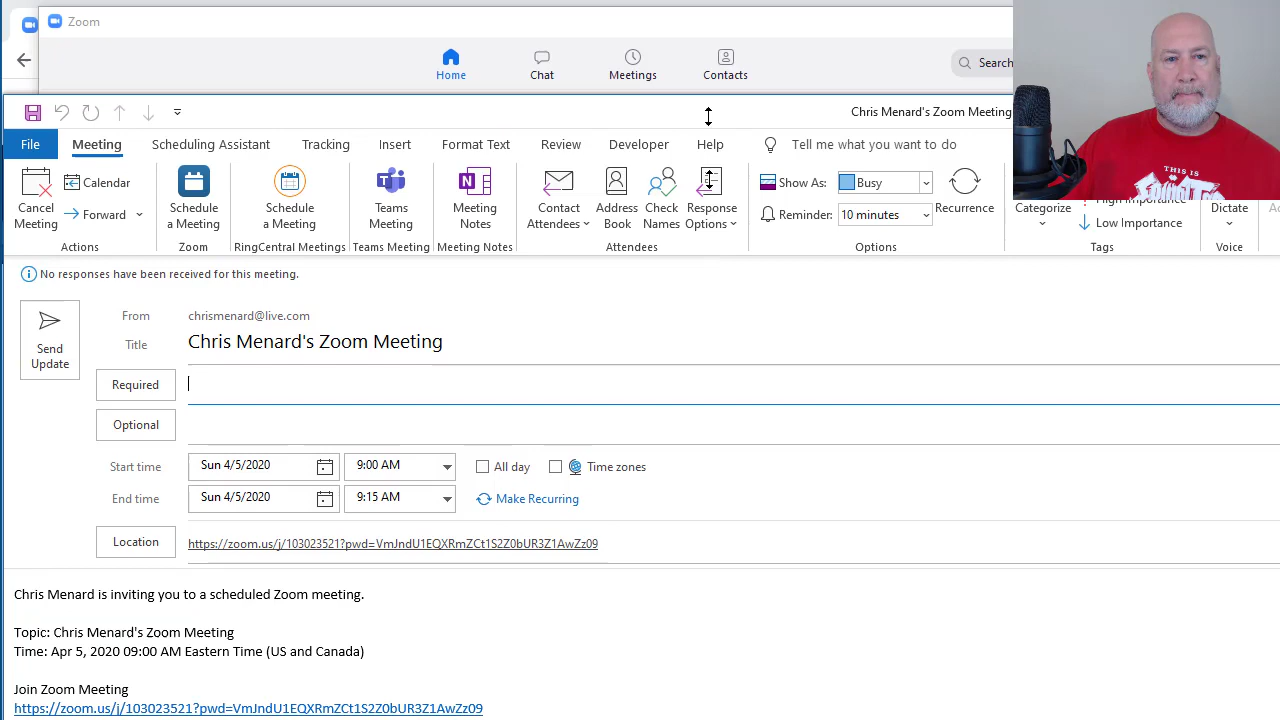 Zoom
Home
Chat
Meetings
Contacts
Search
Chris Menard's Zoom Meeting
File
Meeting
Scheduling Assistant
Tracking
Insert
Format Text
Review
Developer
Help
Tell me what you want to do
Cancel Meeting
Calendar
Forward
Actions
Schedule a Meeting
Zoom
Schedule a Meeting
RingCentral Meetings
Teams Meeting
Teams Meeting
Meeting Notes
Meeting Notes
Contact Attendees
Address Book
Check Names
Response Options
Attendees
Show As:
Busy
Reminder:
10 minutes
Recurrence
Options
Categorize
High Importance
Low Importance
Tags
Dictate
Voice
No responses have been received for this meeting.
Send Update
From
chrismenard@live.com
Title
Chris Menard's Zoom Meeting
Required
Optional
Start time
Sun 4/5/2020
9:00 AM
All day
Time zones
End time
Sun 4/5/2020
9:15 AM
Make Recurring
Location
https://zoom.us/j/103023521?pwd=VmJndU1EQXRmZCt1S2Z0bUR3Z1AwZz09
Chris Menard is inviting you to a scheduled Zoom meeting.
Topic: Chris Menard's Zoom Meeting
Time: Apr 5, 2020 09:00 AM Eastern Time (US and Canada)
Join Zoom Meeting
https://zoom.us/j/103023521?pwd=VmJndU1EQXRmZCt1S2Z0bUR3Z1AwZz09
THIS IS